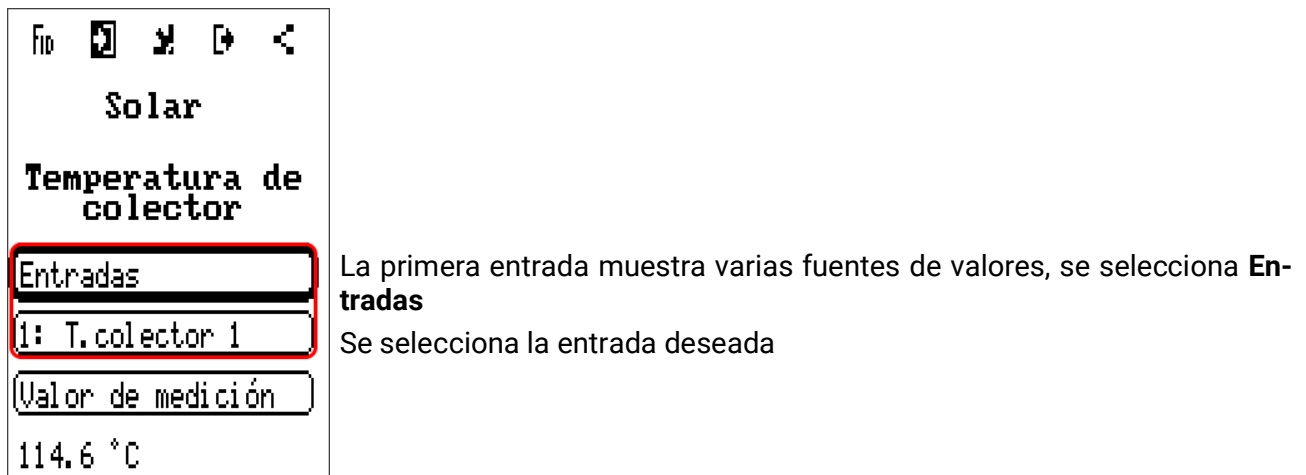 FID
Solar
Temperatura de
colector
Entradas
1: T.colector 1
Valor de medición
114.6 °C
La primera entrada muestra varias fuentes de valores, se selecciona En-
tradas
Se selecciona la entrada deseada